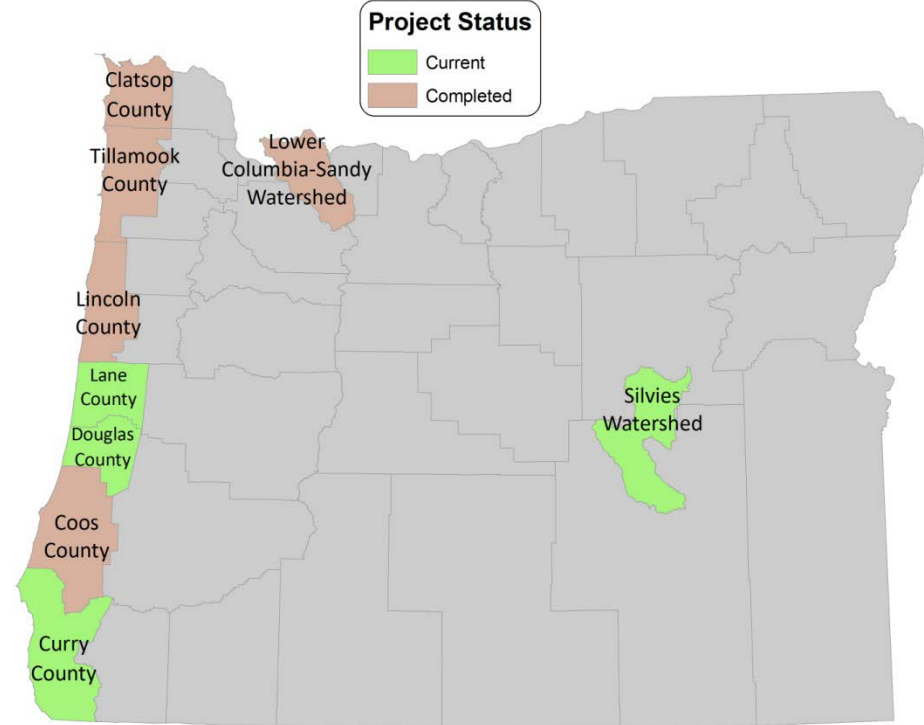 Project Status
Current
Completed
Clatsop
County
Tillamook
County
Lower
Columbia-Sandy
Watershed
Lincoln
County
Lane
County
Douglas
County
Silvies
Watershed
Coos
County
Curry
County